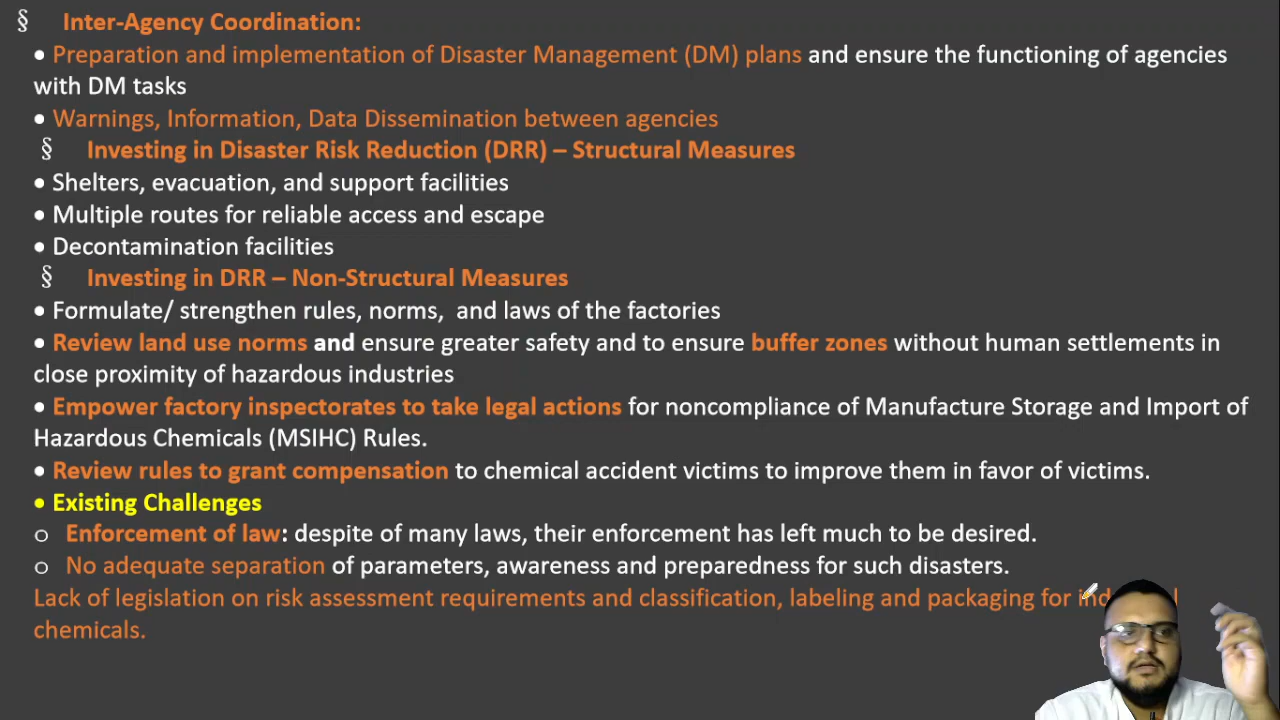 § Inter-Agency Coordination:
• Preparation and implementation of Disaster Management (DM) plans and ensure the functioning of agencies
with DM tasks
• Warnings, Information, Data Dissemination between agencies
§ Investing in Disaster Risk Reduction (DRR) – Structural Measures
• Shelters, evacuation, and support facilities
• Multiple routes for reliable access and escape
• Decontamination facilities
§ Investing in DRR – Non-Structural Measures
• Formulate/ strengthen rules, norms, and laws of the factories
• Review land use norms and ensure greater safety and to ensure buffer zones without human settlements in
close proximity of hazardous industries
• Empower factory inspectorates to take legal actions for noncompliance of Manufacture Storage and Import of
Hazardous Chemicals (MSIHC) Rules.
• Review rules to grant compensation to chemical accident victims to improve them in favor of victims.
• Existing Challenges
o Enforcement of law: despite of many laws, their enforcement has left much to be desired.
o No adequate separation of parameters, awareness and preparedness for such disasters.
Lack of legislation on risk assessment requirements and classification, labeling and packaging for
chemicals.